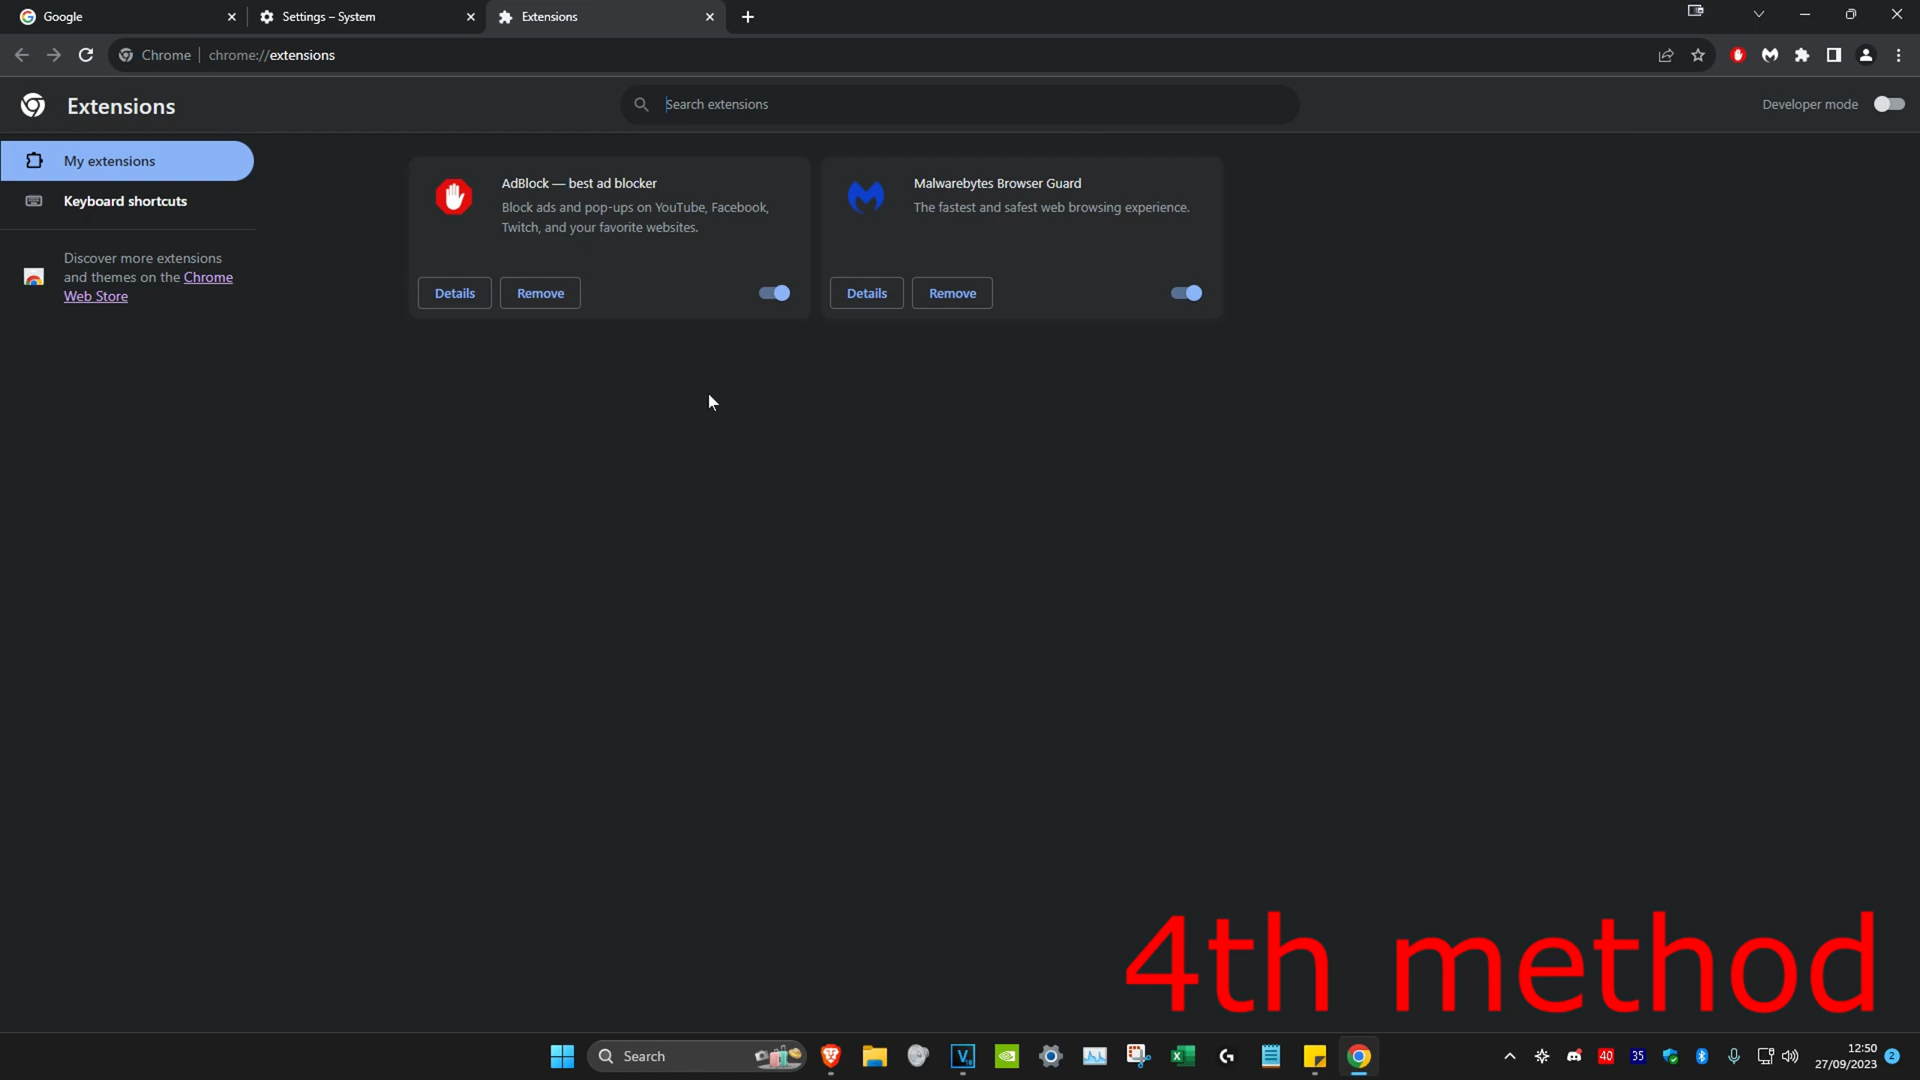 Google
Settings – System
Extensions
Chrome
chrome://extensions
Extensions
Search extensions
Developer mode
My extensions
Keyboard shortcuts
Discover more extensions
and themes on the Chrome
Web Store
AdBlock — best ad blocker
Block ads and pop-ups on YouTube, Facebook,
Twitch, and your favorite websites.
Details
Remove
Malwarebytes Browser Guard
The fastest and safest web browsing experience.
Details
Remove
4th method
Search
40
35
12:50
27/09/2023
2